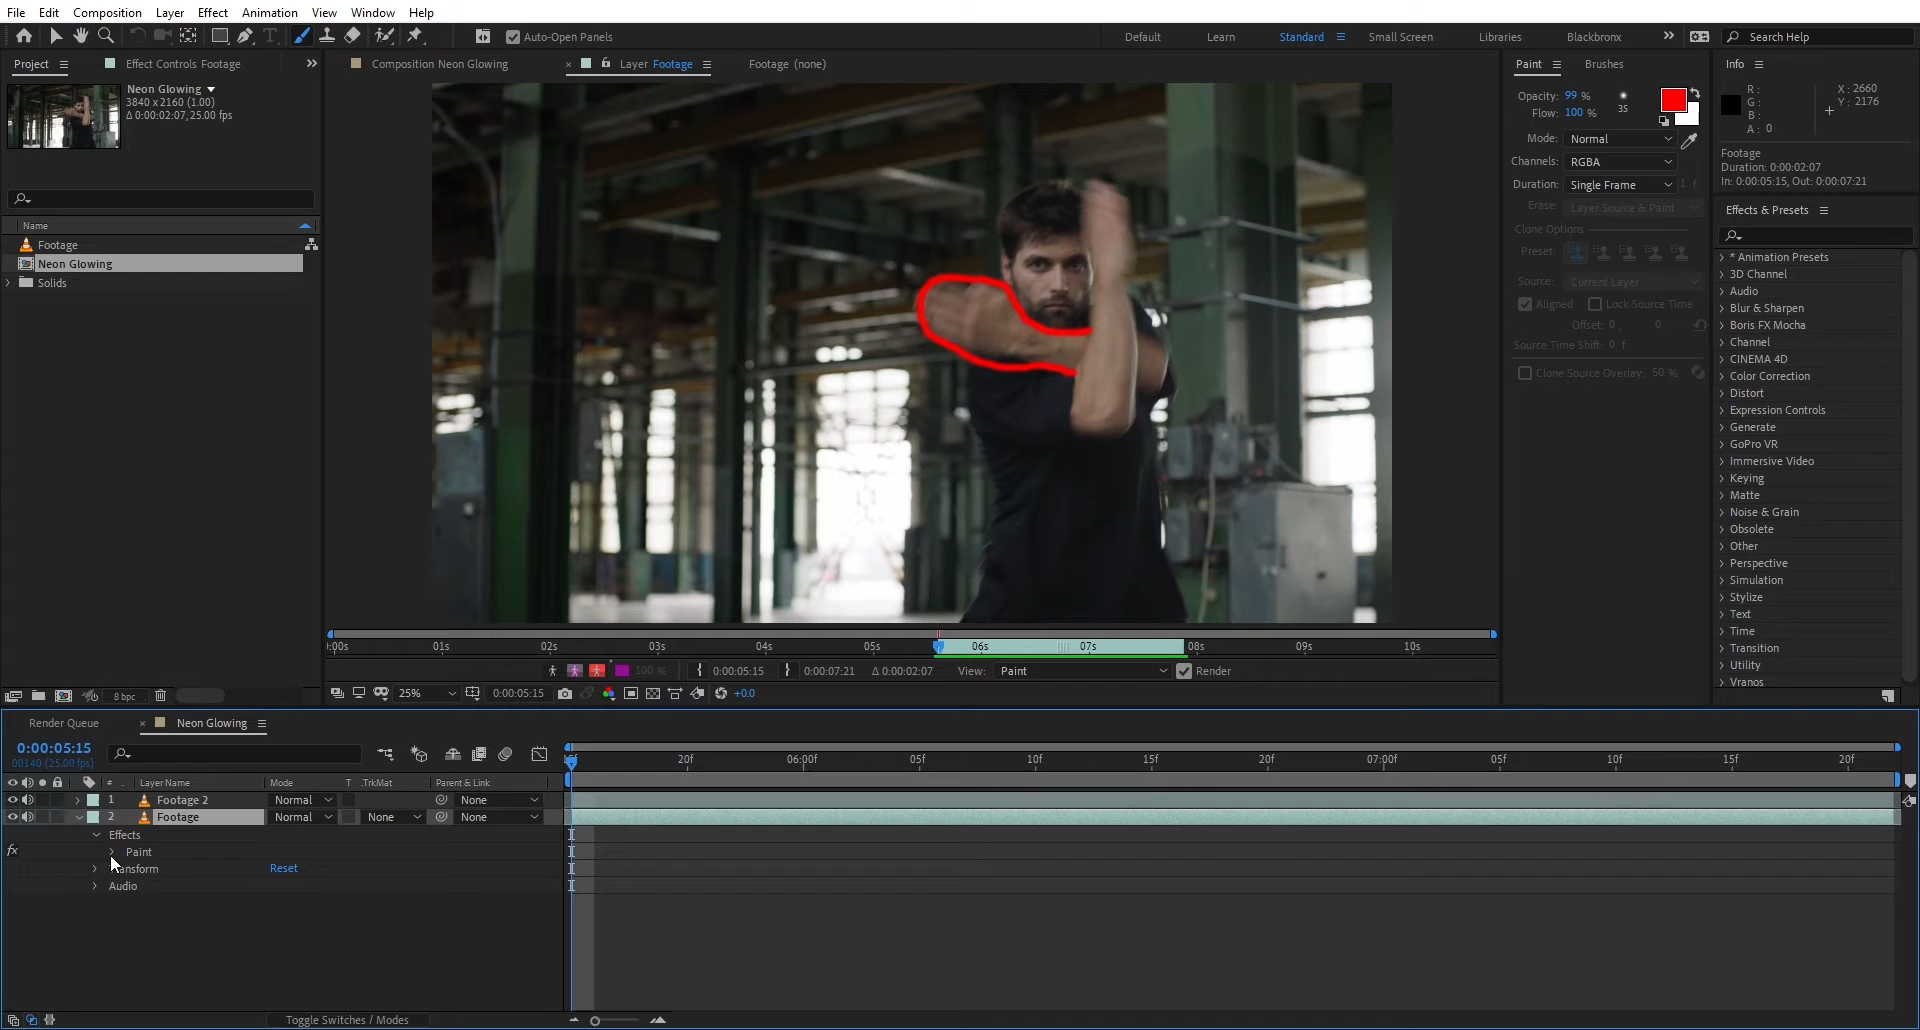 File Edit Composition Layer Effect Animation View Window Help
Auto-Open Panels
Default Learn Standard Small Screen Libraries Blackbronx
Search Help
Project
Effect Controls Footage
Composition Neon Glowing
Layer Footage
Footage (none)
Neon Glowing
3840 x 2160 (1.00)
Δ 0:00:02:07, 25.00 fps
Name
Footage
Neon Glowing
Solids
8 bpc
Paint
Brushes
Opacity: 99 %
Flow: 100 %
35
Mode: Normal
Channels: RGBA
Duration: Single Frame 1 f
Erase: Layer Source & Paint
Clone Options
Preset:
Source: Current Layer
Aligned Lock Source Time
Offset: 0 , 0
Source Time Shift: 0 f
Clone Source Overlay: 50 %
Info
R :
G :
B :
A : 0
X : 2660
Y : 2176
Footage
Duration: 0:00:02:07
In: 0:00:05:15, Out: 0:00:07:21
Effects & Presets
* Animation Presets
3D Channel
Audio
Blur & Sharpen
Boris FX Mocha
Channel
CINEMA 4D
Color Correction
Distort
Expression Controls
Generate
GoPro VR
Immersive Video
Keying
Matte
Noise & Grain
Obsolete
Other
Perspective
Simulation
Stylize
Text
Time
Transition
Utility
Vranos
:00s 01s 02s 03s 04s 05s 06s 07s 08s 09s 10s
100 % 0:00:05:15 0:00:07:21 Δ 0:00:02:07 View: Paint Render
25% 0:00:05:15 +0.0
Render Queue
Neon Glowing
0:00:05:15
00140 (25.00 fps)
20f 06:00f 05f 10f 15f 20f 07:00f 05f 10f 15f 20f
# Layer Name Mode T .TrkMat Parent & Link
1 Footage 2 Normal None
2 Footage Normal None None
Effects
fx Paint
Reset
Audio
Toggle Switches / Modes